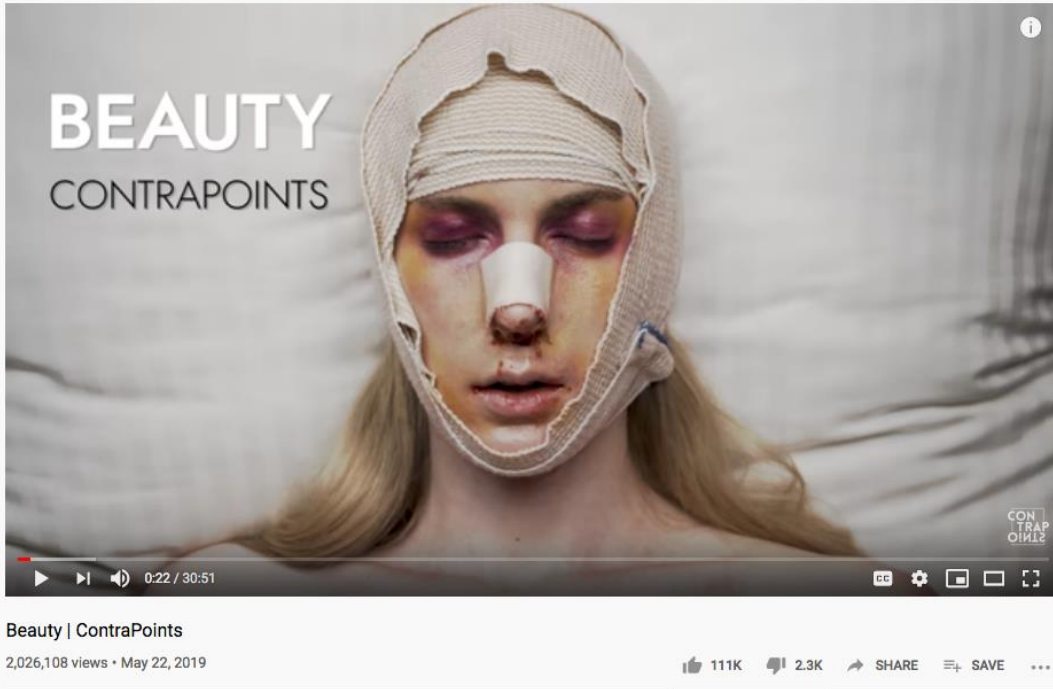 BEAUTY
CONTRAPOINTS
CON
TRAP
OINTS
0:22 / 30:51
CC
Beauty | ContraPoints
2,026,108 views • May 22, 2019
111K 2.3K SHARE SAVE